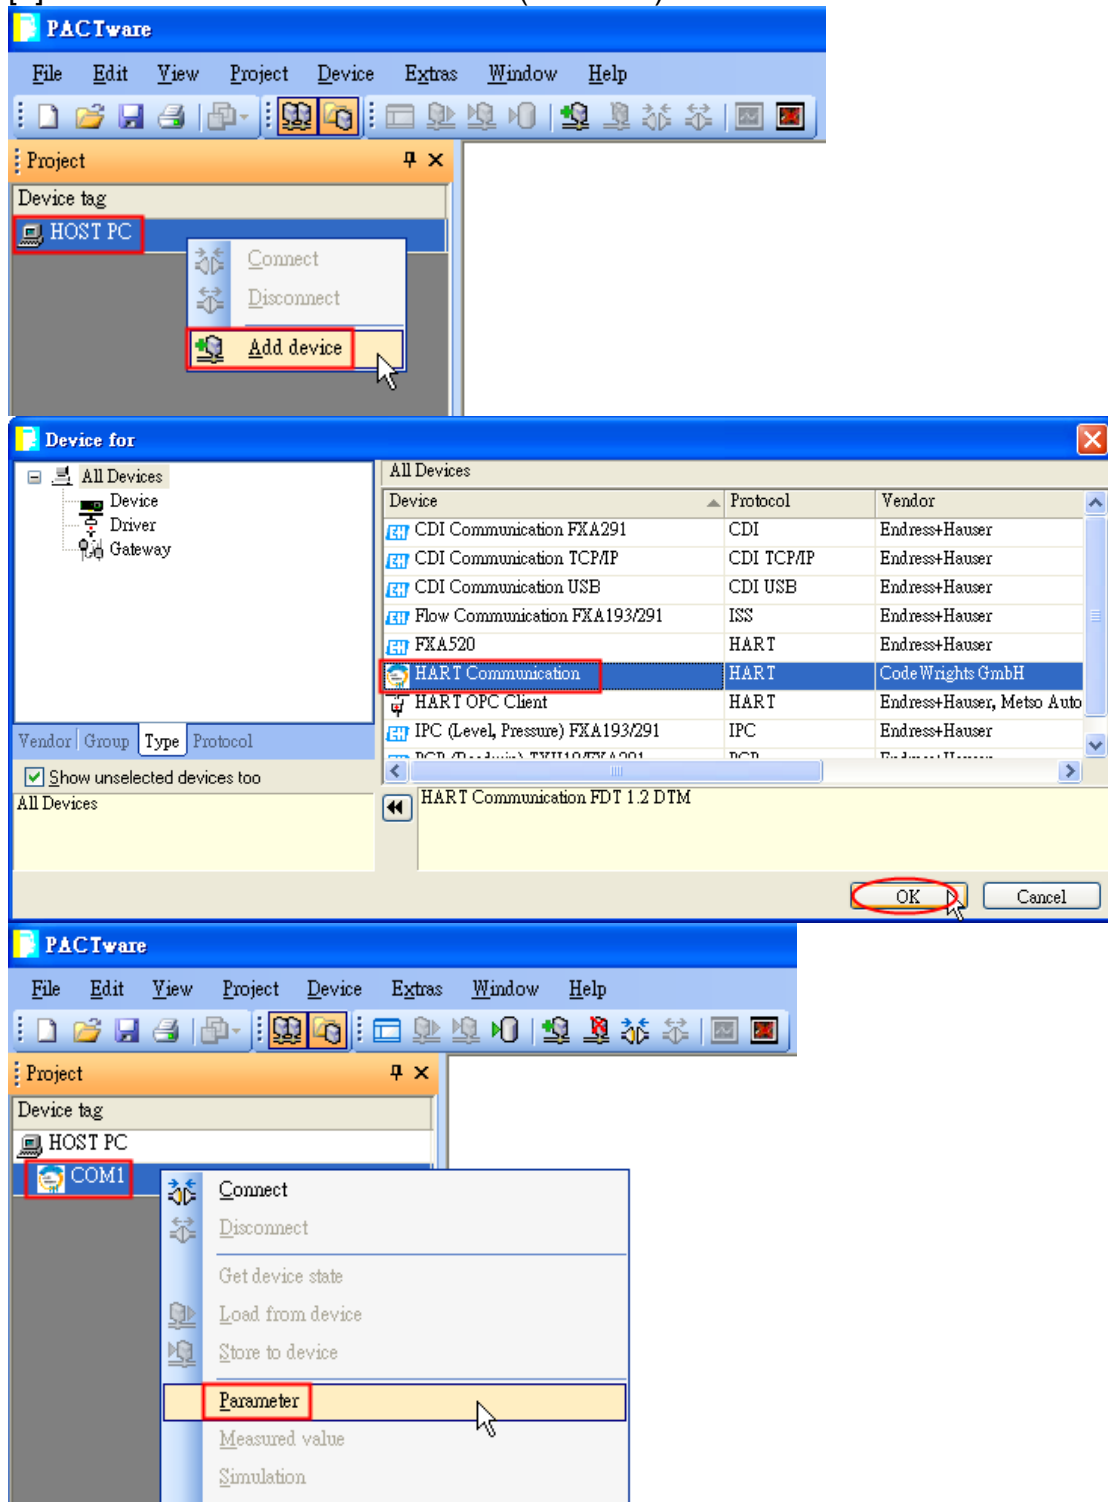 PACTware
File Edit View Project Device Extras Window Help
Project
Device tag
HOST PC
Connect
Disconnect
Add device
Device for
All Devices
Device
Driver
Gateway
Vendor Group Type Protocol
Show unselected devices too
All Devices
All Devices
Device Protocol Vendor
CDI Communication FXA291 CDI Endress+Hauser
CDI Communication TCP/IP CDI TCP/IP Endress+Hauser
CDI Communication USB CDI USB Endress+Hauser
Flow Communication FXA193/291 ISS Endress+Hauser
FXA520 HART Endress+Hauser
HART Communication HART CodeWrights GmbH
HART OPC Client HART Endress+Hauser, Metso Auto
IPC (Level, Pressure) FXA193/291 IPC Endress+Hauser
HART Communication FDT 1.2 DTM
OK Cancel
PACTware
File Edit View Project Device Extras Window Help
Project
Device tag
HOST PC
COM1
Connect
Disconnect
Get device state
Load from device
Store to device
Parameter
Measured value
Simulation